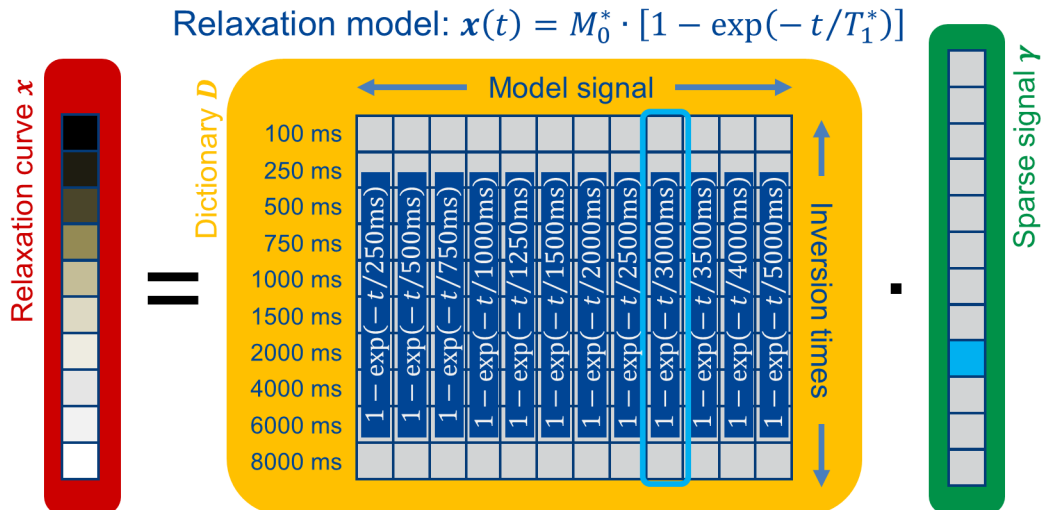 Relaxation model: x(t) = M₀* · [1 − exp(− t/T₁*)]
Relaxation curve x
=
Dictionary D
Model signal
100 ms
250 ms
500 ms
750 ms
1000 ms
1500 ms
2000 ms
4000 ms
6000 ms
8000 ms
1 − exp(− t/250ms)
1 − exp(− t/500ms)
1 − exp(− t/750ms)
1 − exp(− t/1000ms)
1 − exp(− t/1250ms)
1 − exp(− t/1500ms)
1 − exp(− t/2000ms)
1 − exp(− t/2500ms)
1 − exp(− t/3000ms)
1 − exp(− t/3500ms)
1 − exp(− t/4000ms)
1 − exp(− t/5000ms)
Inversion times
·
Sparse signal γ